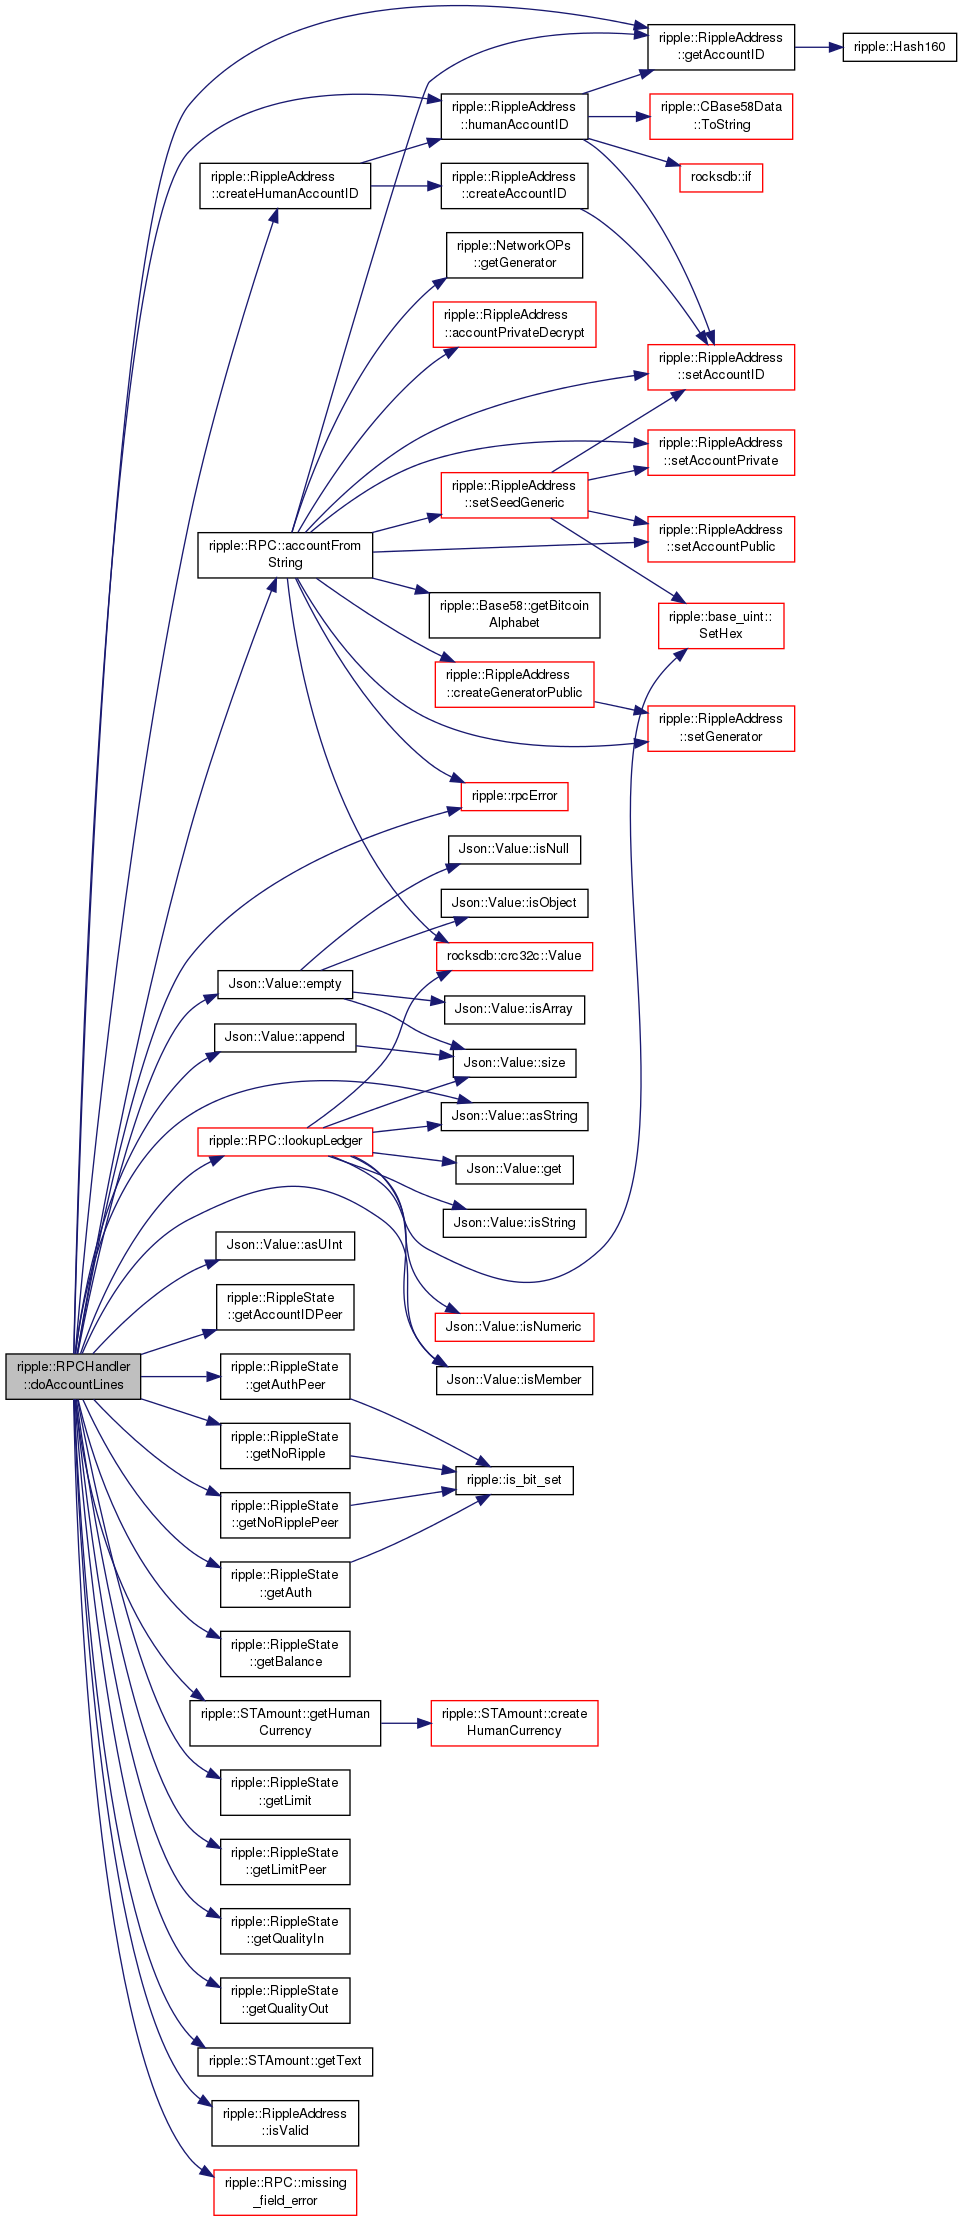 ripple::RippleAddress
::getAccountID
ripple::Hash160
ripple::RippleAddress
::humanAccountID
ripple::CBase58Data
::ToString
rocksdb::if
ripple::RippleAddress
::createHumanAccountID
ripple::RippleAddress
::createAccountID
ripple::NetworkOPs
::getGenerator
ripple::RippleAddress
::accountPrivateDecrypt
ripple::RippleAddress
::setAccountID
ripple::RippleAddress
::setAccountPrivate
ripple::RippleAddress
::setSeedGeneric
ripple::RippleAddress
::setAccountPublic
ripple::RPC::accountFrom
String
ripple::Base58::getBitcoin
Alphabet
ripple::base_uint::
SetHex
ripple::RippleAddress
::createGeneratorPublic
ripple::RippleAddress
::setGenerator
ripple::rpcError
Json::Value::isNull
Json::Value::isObject
rocksdb::crc32c::Value
Json::Value::empty
Json::Value::isArray
Json::Value::append
Json::Value::size
Json::Value::asString
ripple::RPC::lookupLedger
Json::Value::get
Json::Value::isString
Json::Value::asUInt
ripple::RippleState
::getAccountIDPeer
Json::Value::isNumeric
ripple::RPCHandler
::doAccountLines
ripple::RippleState
::getAuthPeer
Json::Value::isMember
ripple::RippleState
::getNoRipple
ripple::is_bit_set
ripple::RippleState
::getNoRipplePeer
ripple::RippleState
::getAuth
ripple::RippleState
::getBalance
ripple::STAmount::getHuman
Currency
ripple::STAmount::create
HumanCurrency
ripple::RippleState
::getLimit
ripple::RippleState
::getLimitPeer
ripple::RippleState
::getQualityIn
ripple::RippleState
::getQualityOut
ripple::STAmount::getText
ripple::RippleAddress
::isValid
ripple::RPC::missing
_field_error